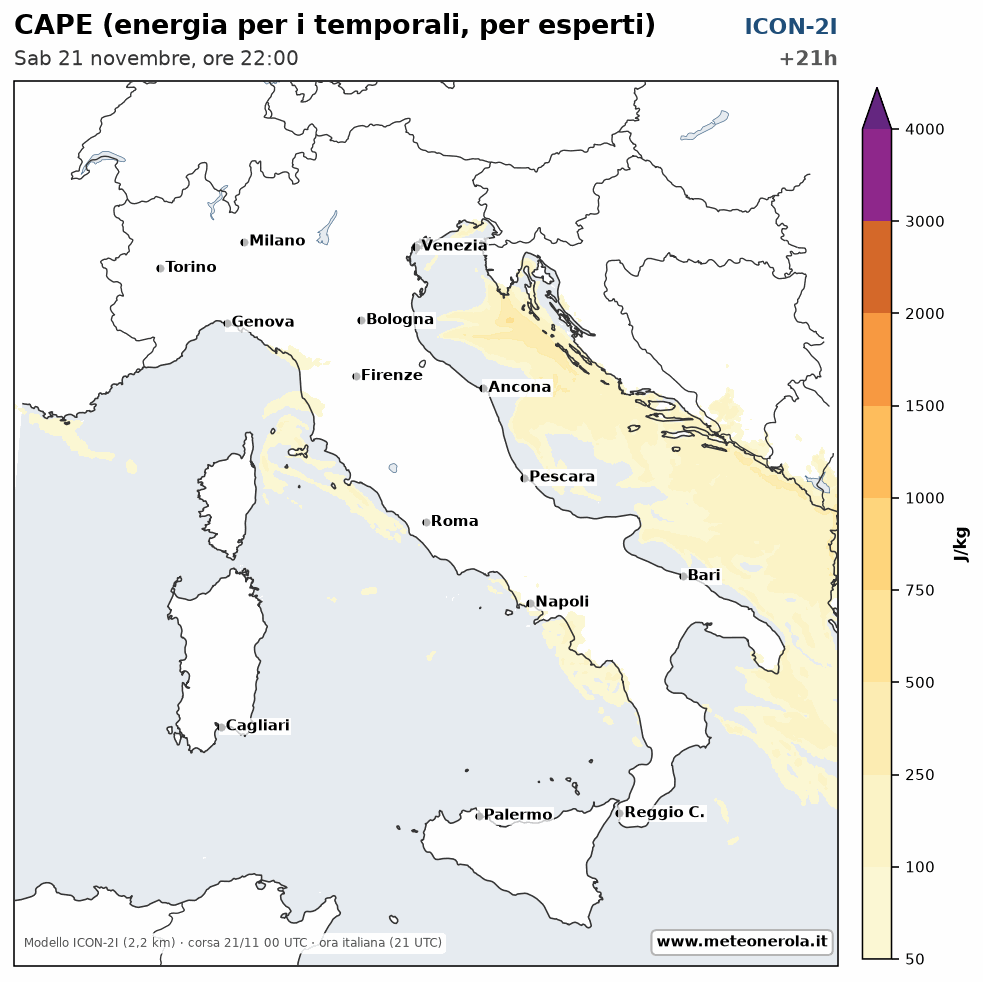 CAPE (energia per i temporali, per esperti)
ICON-2I
Sab 21 novembre, ore 22:00
+21h
4000
3000
2000
1500
1000
750
500
250
100
50
J/kg
Venezia
Milano
Torino
Bologna
Genova
Firenze
Ancona
Pescara
Roma
Bari
Napoli
Cagliari
Palermo
Reggio C.
Modello ICON-2I (2,2 km) · corsa 21/11 00 UTC · ora italiana (21 UTC)
www.meteonerola.it